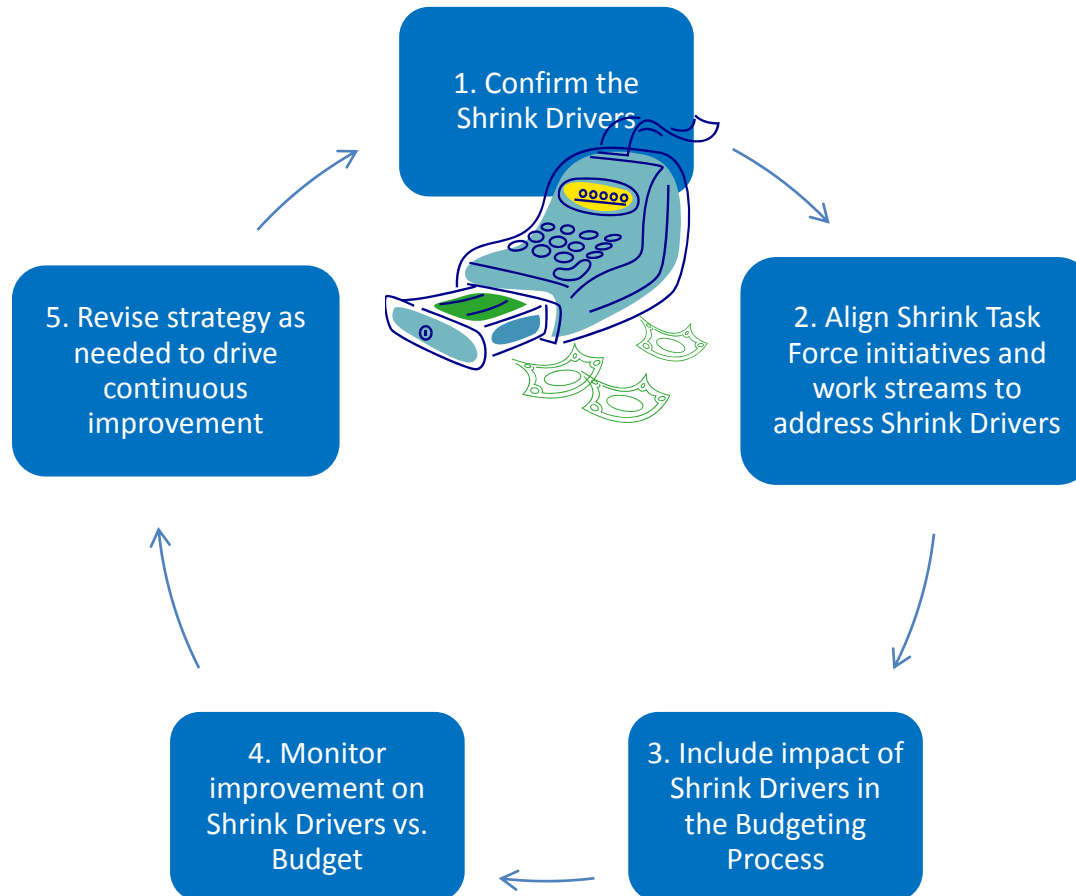 1. Confirm the
Shrink Drivers
2. Align Shrink Task
Force initiatives and
work streams to
address Shrink Drivers
3. Include impact of
Shrink Drivers in
the Budgeting
Process
4. Monitor
improvement on
Shrink Drivers vs.
Budget
5. Revise strategy as
needed to drive
continuous
improvement